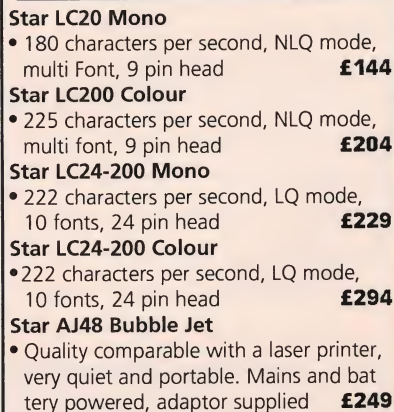 Star LC20 Mono
• 180 characters per second, NLQ mode,
multi Font, 9 pin head £144
Star LC200 Colour
• 225 characters per second, NLQ mode,
multi font, 9 pin head £204
Star LC24-200 Mono
• 222 characters per second, LQ mode,
10 fonts, 24 pin head £229
Star LC24-200 Colour
• 222 characters per second, LQ mode,
10 fonts, 24 pin head £294
Star AJ48 Bubble Jet
• Quality comparable with a laser printer,
very quiet and portable. Mains and bat
tery powered, adaptor supplied £249